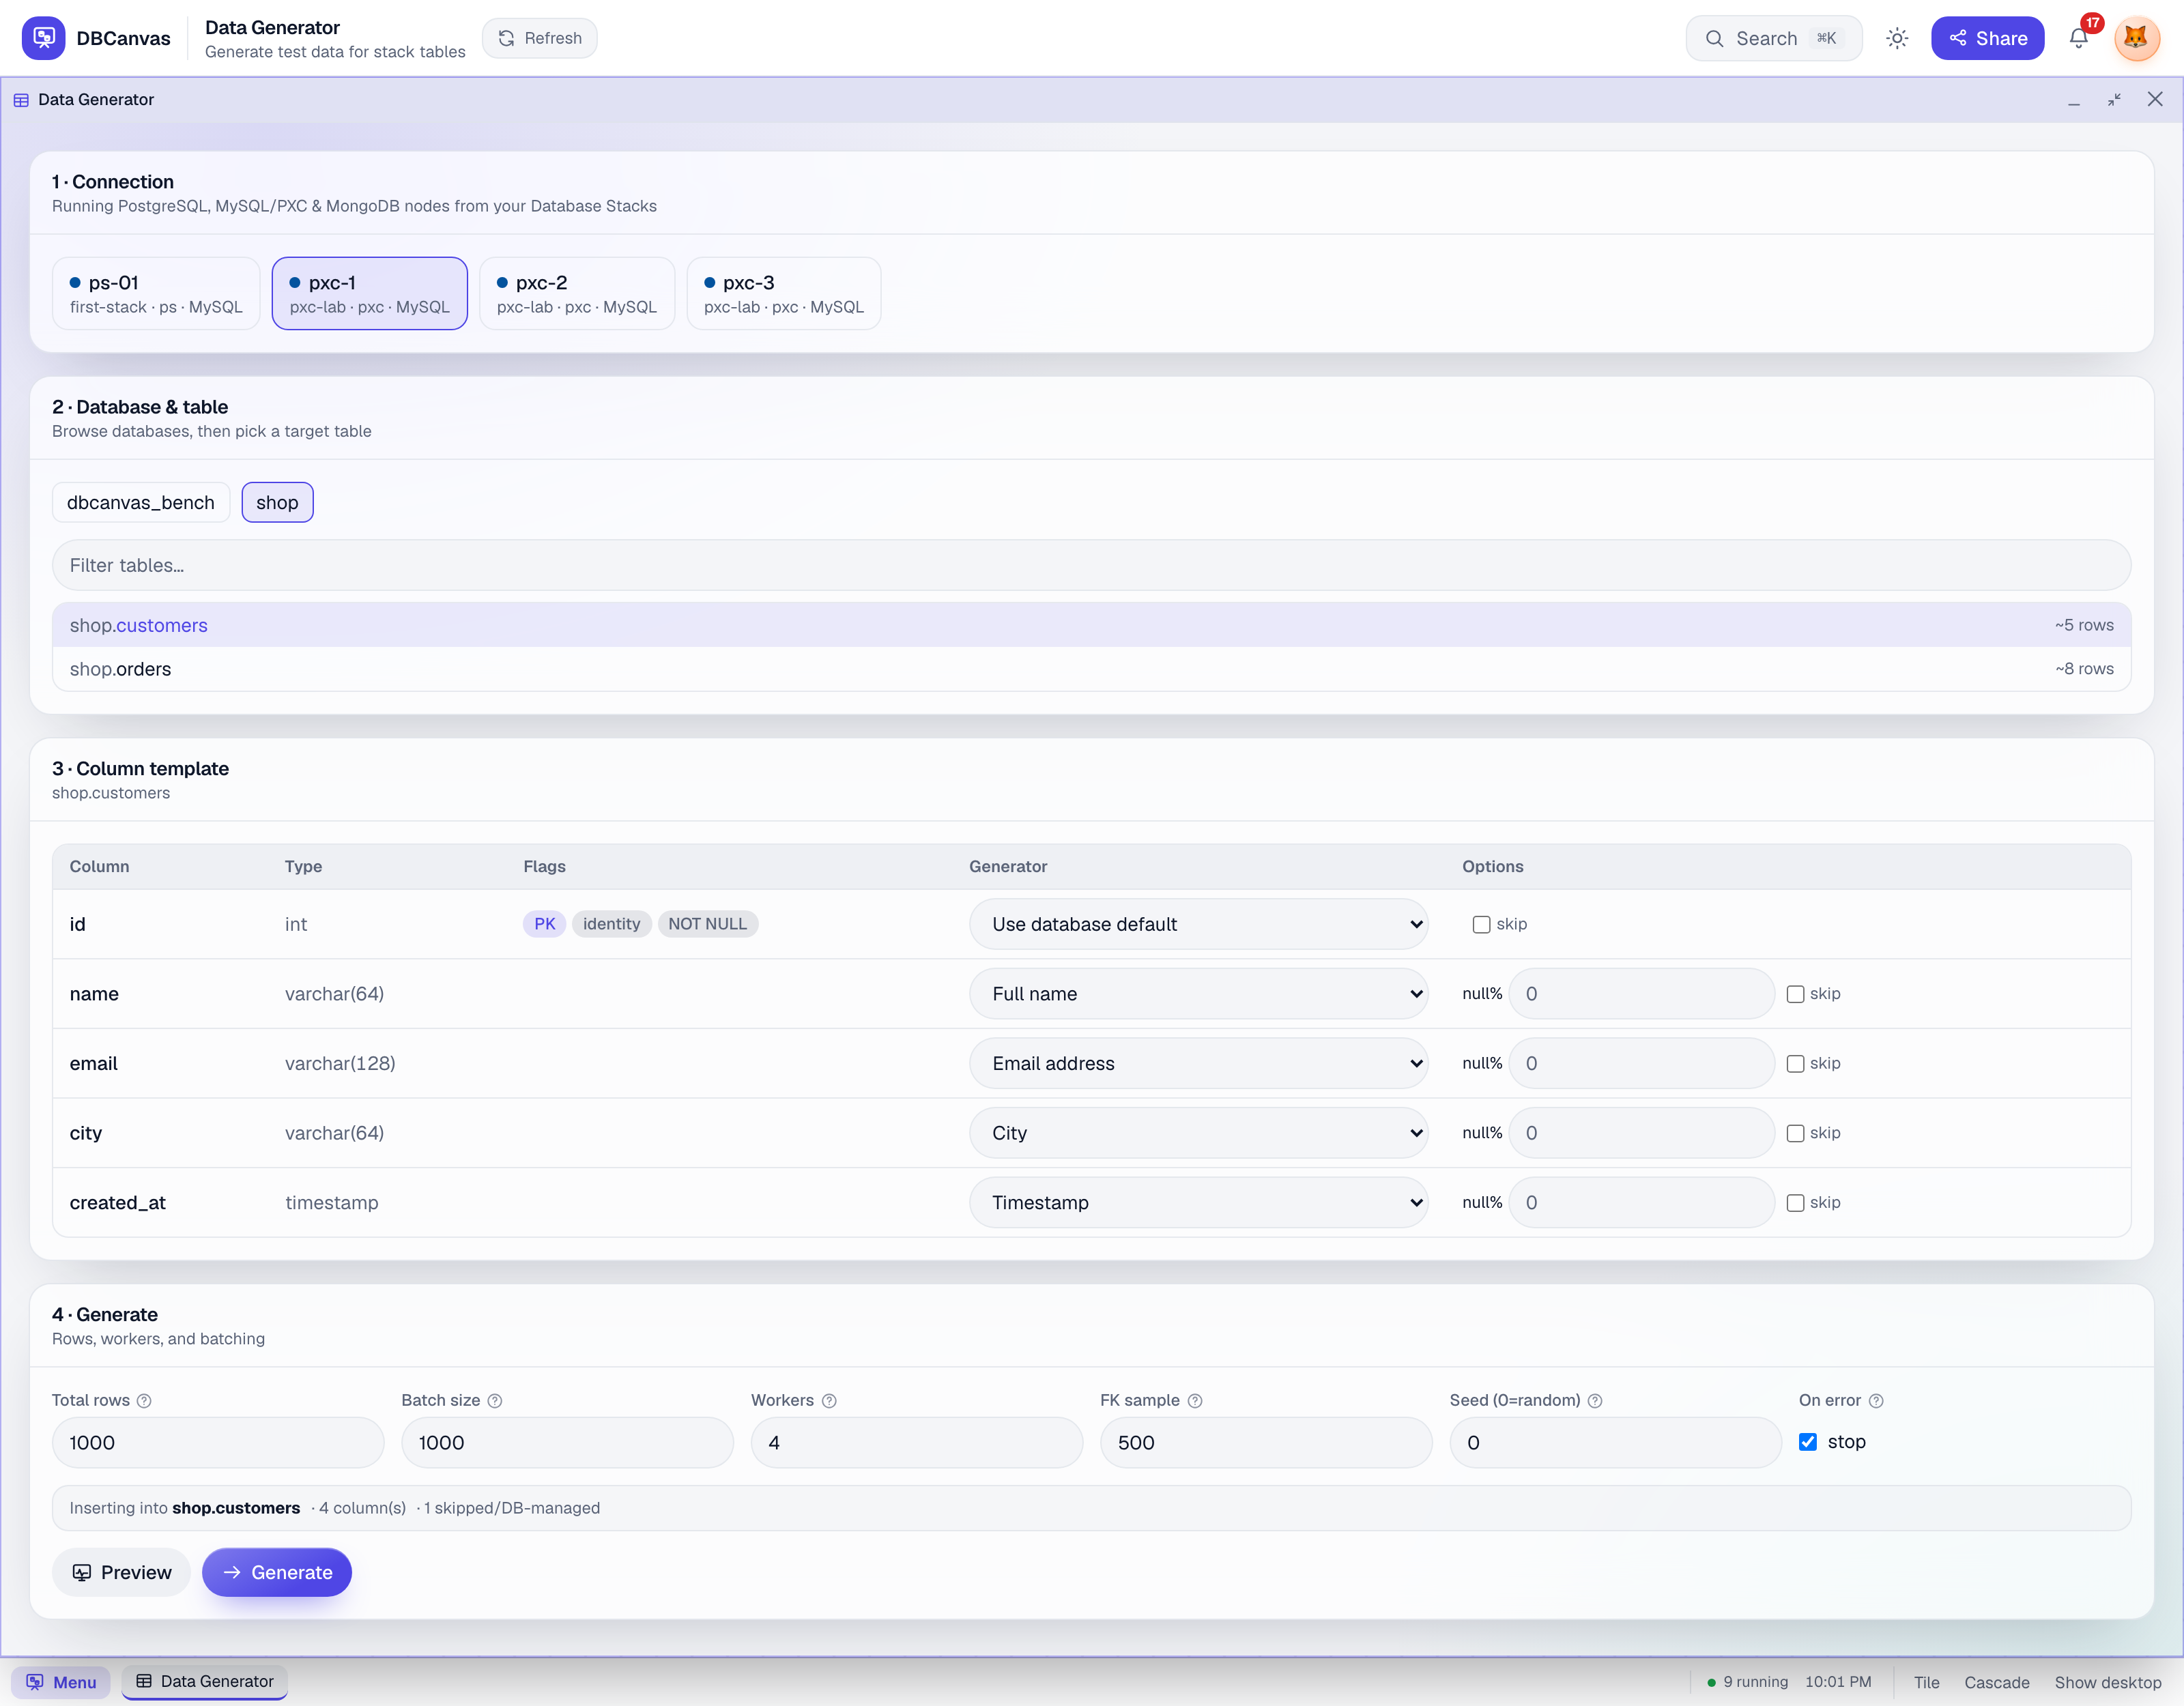 DBCanvas
Data Generator
Generate test data for stack tables
Refresh
Search ⌘K
Share
17
Data Generator
1 · Connection
Running PostgreSQL, MySQL/PXC & MongoDB nodes from your Database Stacks
ps-01
first-stack · ps · MySQL
pxc-1
pxc-lab · pxc · MySQL
pxc-2
pxc-lab · pxc · MySQL
pxc-3
pxc-lab · pxc · MySQL
2 · Database & table
Browse databases, then pick a target table
dbcanvas_bench
shop
Filter tables...
shop.customers ~5 rows
shop.orders ~8 rows
3 · Column template
shop.customers
Column Type Flags Generator Options
id int PK identity NOT NULL Use database default skip
name varchar(64) Full name null% 0 skip
email varchar(128) Email address null% 0 skip
city varchar(64) City null% 0 skip
created_at timestamp Timestamp null% 0 skip
4 · Generate
Rows, workers, and batching
Total rows Batch size Workers FK sample Seed (0=random) On error
1000 1000 4 500 0 stop
Inserting into shop.customers · 4 column(s) · 1 skipped/DB-managed
Preview
Generate
Menu
Data Generator
9 running 10:01 PM Tile Cascade Show desktop